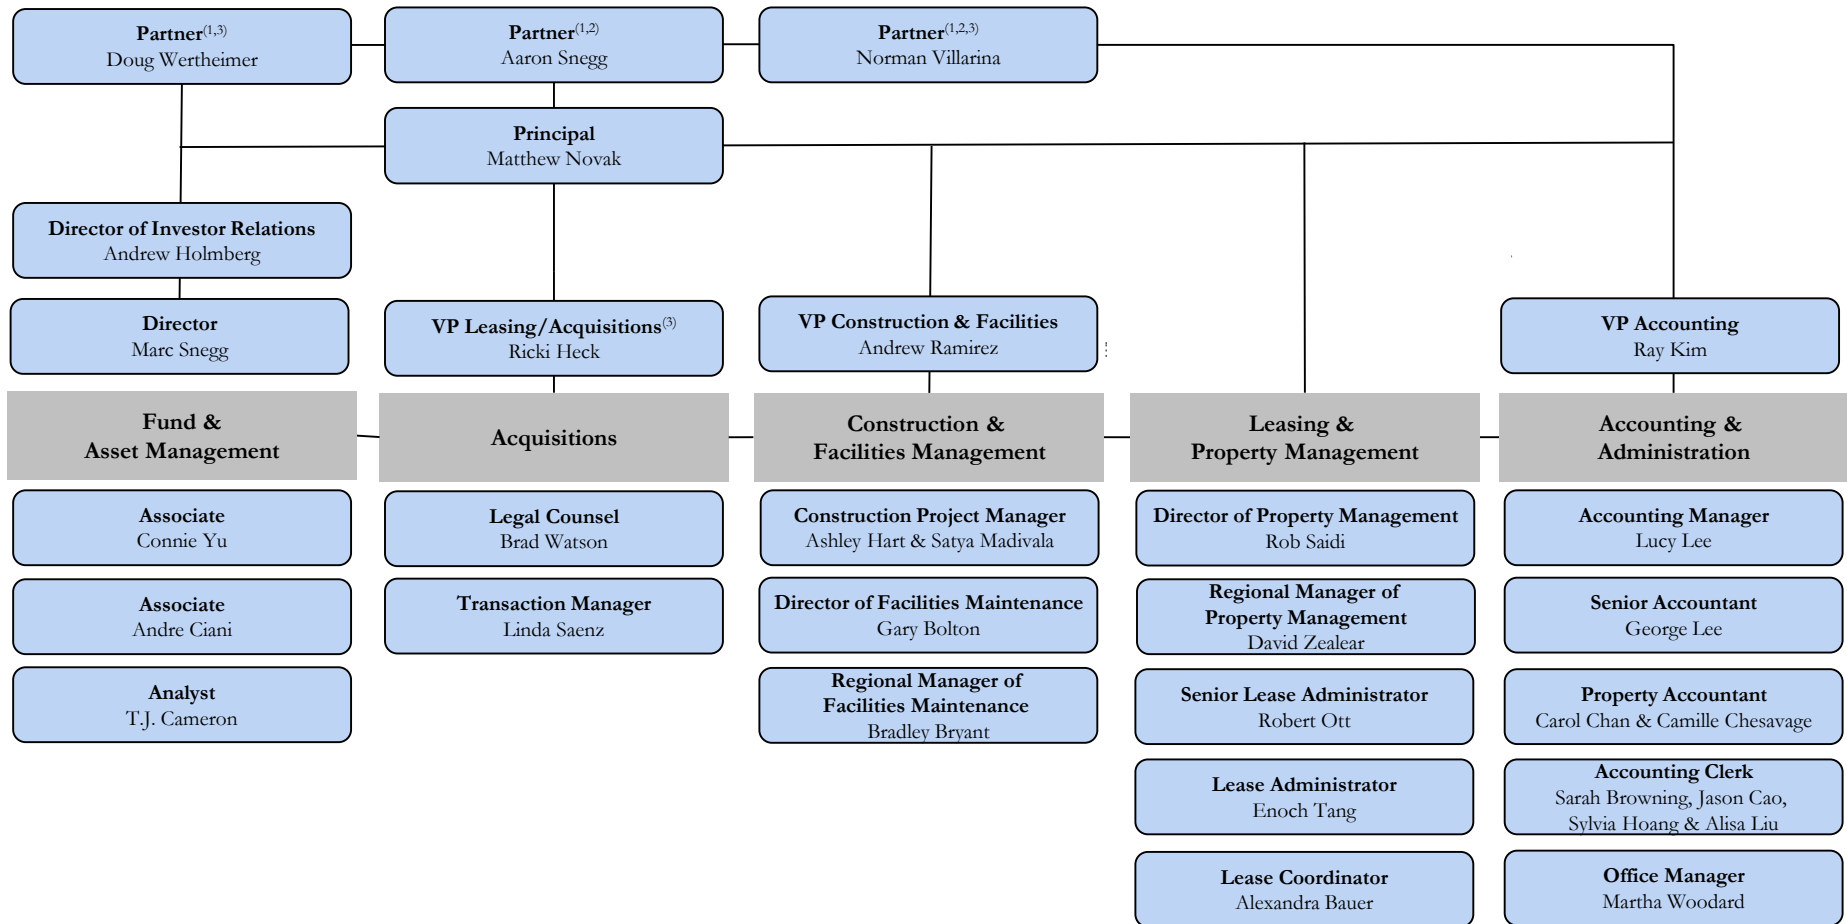 Partner(1,3)
Doug Wertheimer
Partner(1,2)
Aaron Snegg
Partner(1,2,3)
Norman Villarina
Principal
Matthew Novak
Director of Investor Relations
Andrew Holmberg
Director
Marc Snegg
VP Leasing/Acquisitions(3)
Ricki Heck
VP Construction & Facilities
Andrew Ramirez
VP Accounting
Ray Kim
Fund &
Asset Management
Acquisitions
Construction &
Facilities Management
Leasing &
Property Management
Accounting &
Administration
Associate
Connie Yu
Associate
Andre Ciani
Analyst
T.J. Cameron
Legal Counsel
Brad Watson
Transaction Manager
Linda Saenz
Construction Project Manager
Ashley Hart & Satya Madivala
Director of Facilities Maintenance
Gary Bolton
Regional Manager of
Facilities Maintenance
Bradley Bryant
Director of Property Management
Rob Saidi
Regional Manager of
Property Management
David Zealear
Senior Lease Administrator
Robert Ott
Lease Administrator
Enoch Tang
Lease Coordinator
Alexandra Bauer
Accounting Manager
Lucy Lee
Senior Accountant
George Lee
Property Accountant
Carol Chan & Camille Chesavage
Accounting Clerk
Sarah Browning, Jason Cao,
Sylvia Hoang & Alisa Liu
Office Manager
Martha Woodard